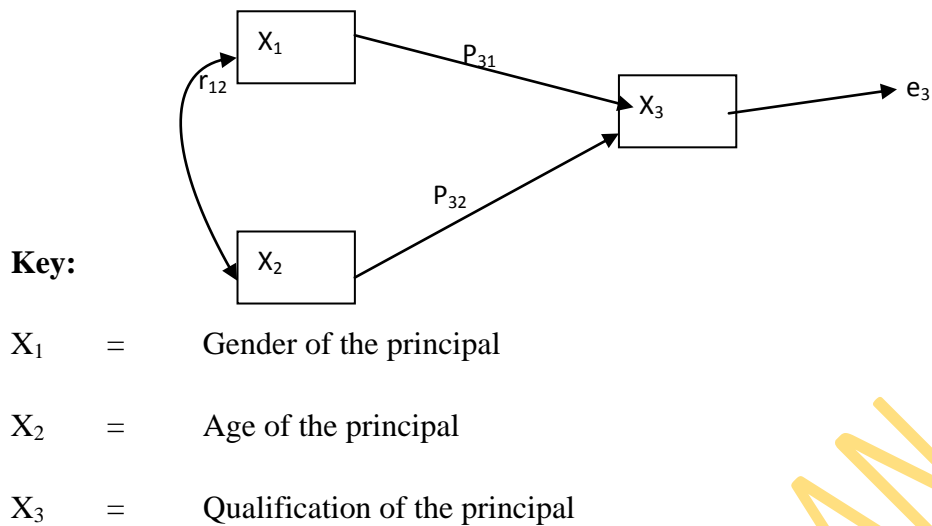 X₁
P₃₁
r₁₂
X₃
e₃
P₃₂
X₂
Key:
X₁ = Gender of the principal
X₂ = Age of the principal
X₃ = Qualification of the principal